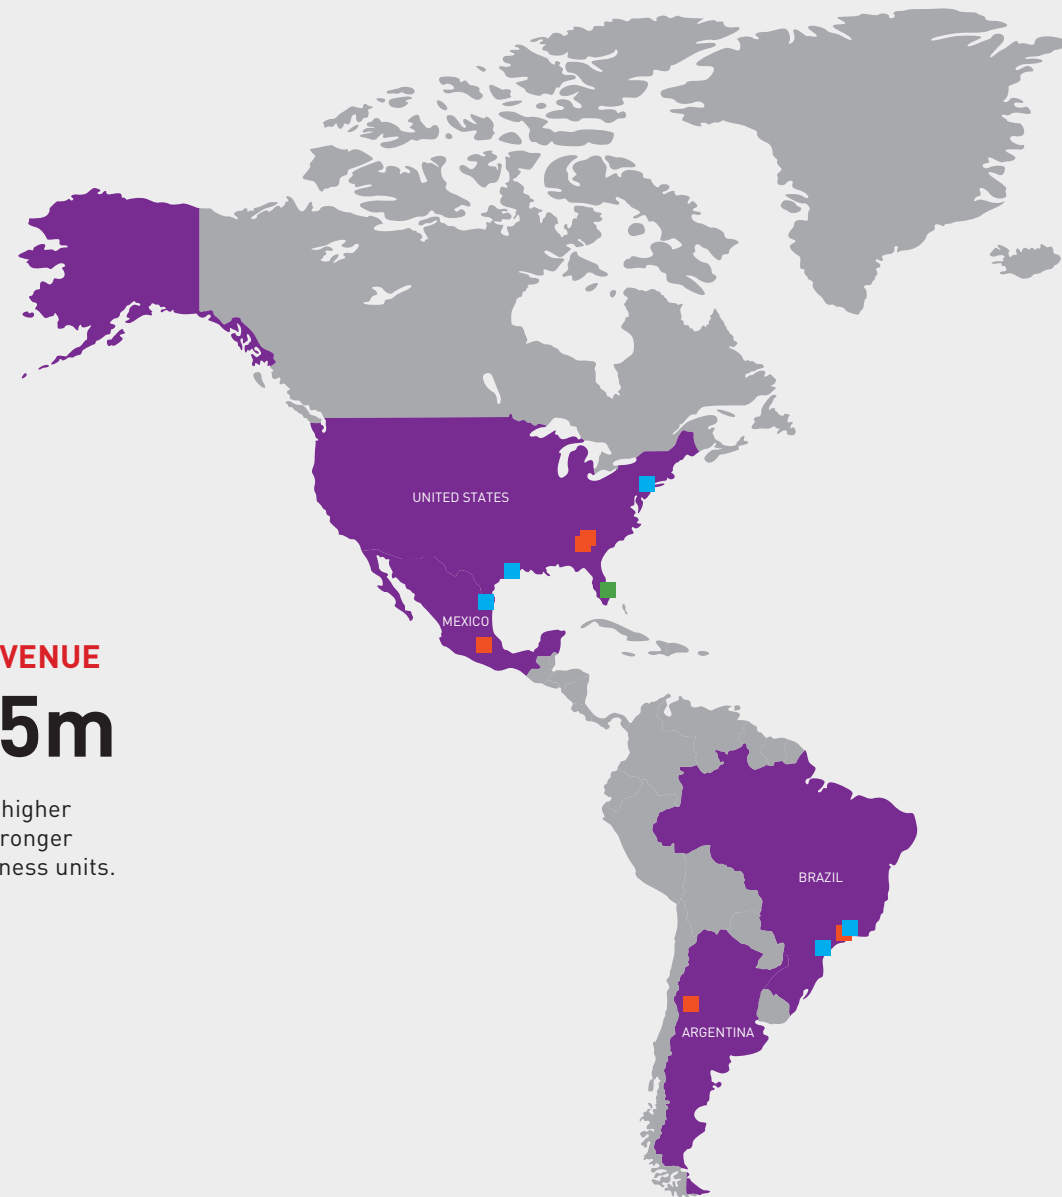 UNITED STATES
MEXICO
VENUE
5m
higher
ronger
ness units.
BRAZIL
ARGENTINA